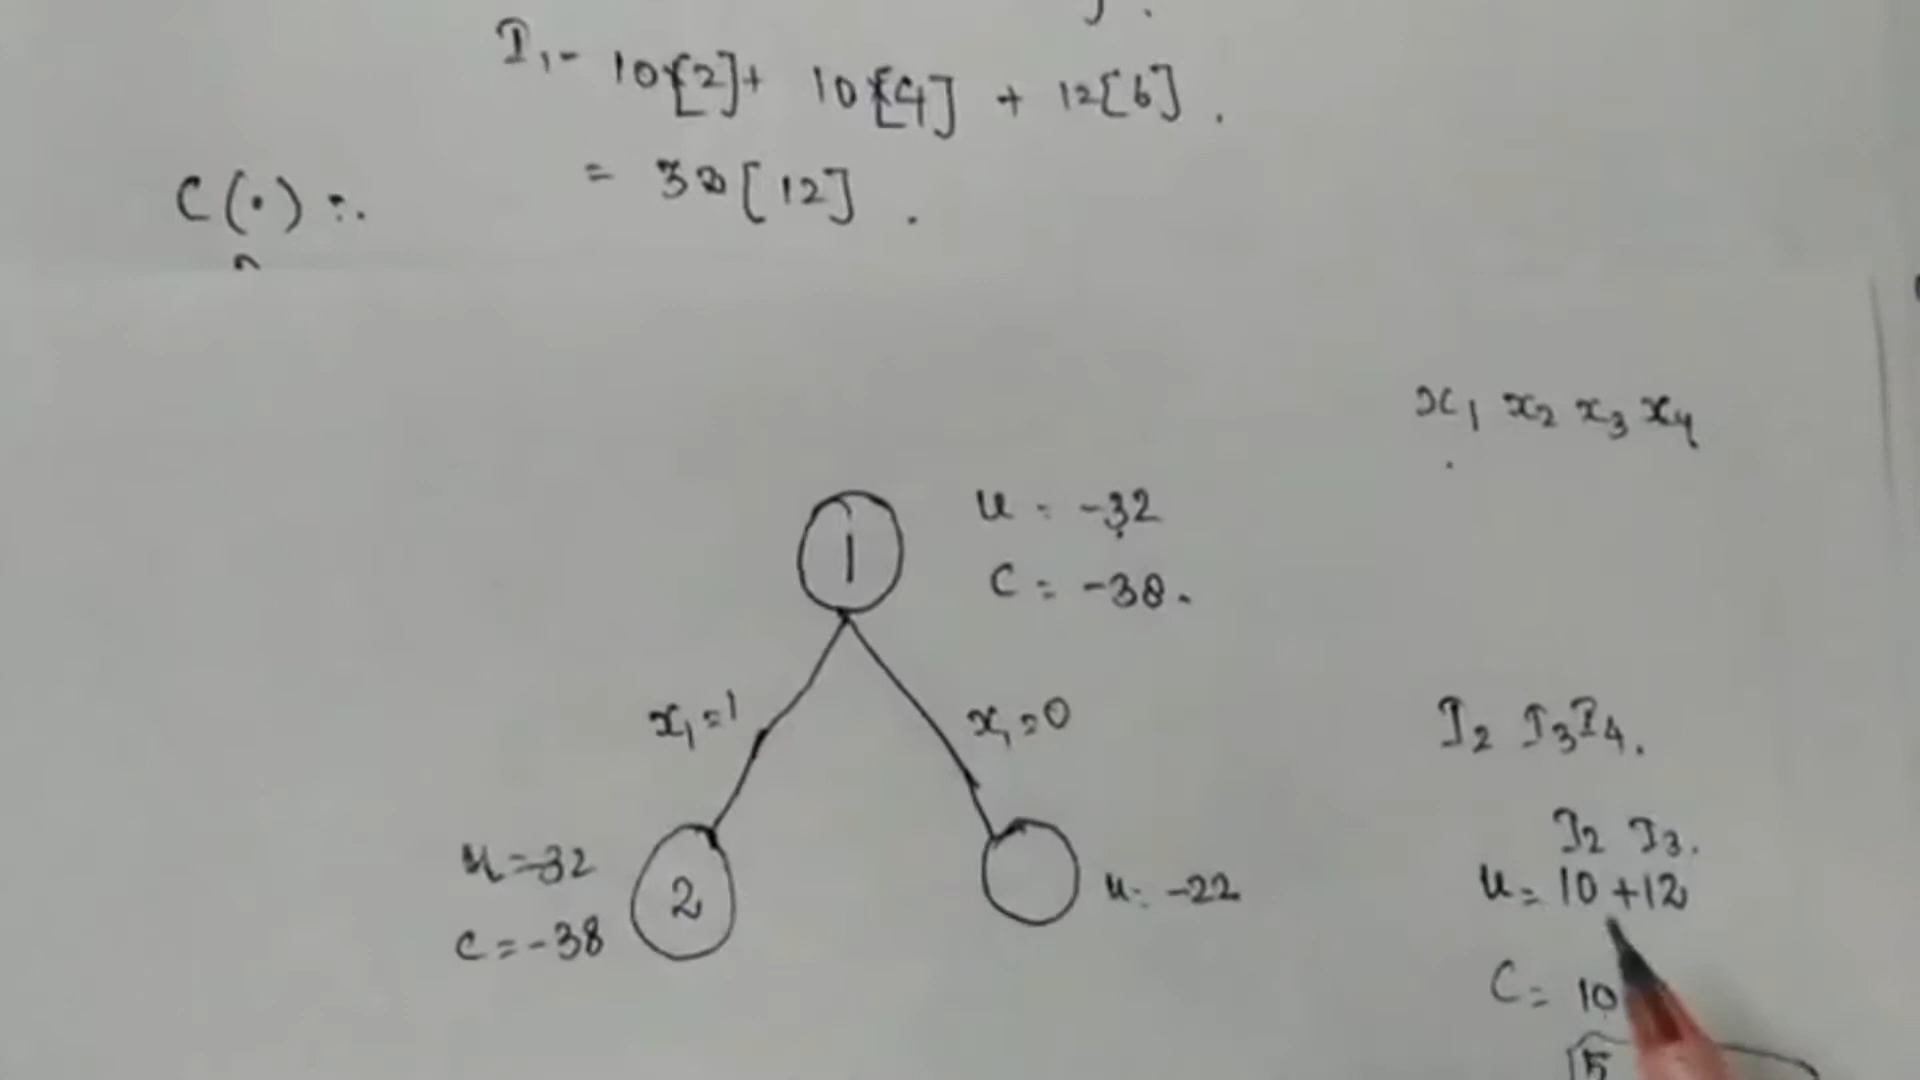 I₁ - 10[2] + 10[4] + 12[6] .
= 32 [12] .
C(·) :.
x₁ x₂ x₃ x₄
1
u = -32
C = -38 .
x₁=1
x₁=0
I₂ I₃ I₄ .
I₂ I₃ .
u=-32
2
u= -22
u= 10+12
C=-38
C= 10
5